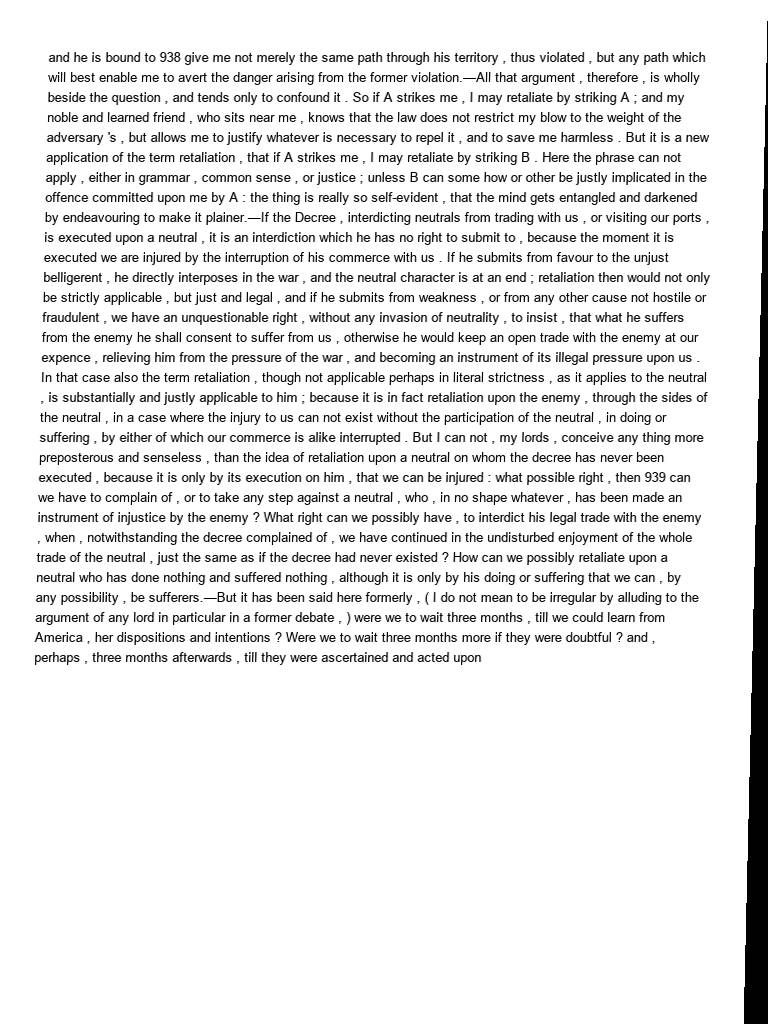 and he is bound to 938 give me not merely the same path through his territory , thus violated , but any path which
will best enable me to avert the danger arising from the former violation.—All that argument , therefore , is wholly
beside the question , and tends only to confound it . So if A strikes me , I may retaliate by striking A ; and my
noble and learned friend , who sits near me , knows that the law does not restrict my blow to the weight of the
adversary 's , but allows me to justify whatever is necessary to repel it , and to save me harmless . But it is a new
application of the term retaliation , that if A strikes me , I may retaliate by striking B . Here the phrase can not
apply , either in grammar , common sense , or justice ; unless B can some how or other be justly implicated in the
offence committed upon me by A : the thing is really so self-evident , that the mind gets entangled and darkened
by endeavouring to make it plainer.—If the Decree , interdicting neutrals from trading with us , or visiting our ports ,
is executed upon a neutral , it is an interdiction which he has no right to submit to , because the moment it is
executed we are injured by the interruption of his commerce with us . If he submits from favour to the unjust
belligerent , he directly interposes in the war , and the neutral character is at an end ; retaliation then would not only
be strictly applicable , but just and legal , and if he submits from weakness , or from any other cause not hostile or
fraudulent , we have an unquestionable right , without any invasion of neutrality , to insist , that what he suffers
from the enemy he shall consent to suffer from us , otherwise he would keep an open trade with the enemy at our
expence , relieving him from the pressure of the war , and becoming an instrument of its illegal pressure upon us .
In that case also the term retaliation , though not applicable perhaps in literal strictness , as it applies to the neutral
, is substantially and justly applicable to him ; because it is in fact retaliation upon the enemy , through the sides of
the neutral , in a case where the injury to us can not exist without the participation of the neutral , in doing or
suffering , by either of which our commerce is alike interrupted . But I can not , my lords , conceive any thing more
preposterous and senseless , than the idea of retaliation upon a neutral on whom the decree has never been
executed , because it is only by its execution on him , that we can be injured : what possible right , then 939 can
we have to complain of , or to take any step against a neutral , who , in no shape whatever , has been made an
instrument of injustice by the enemy ? What right can we possibly have , to interdict his legal trade with the enemy
, when , notwithstanding the decree complained of , we have continued in the undisturbed enjoyment of the whole
trade of the neutral , just the same as if the decree had never existed ? How can we possibly retaliate upon a
neutral who has done nothing and suffered nothing , although it is only by his doing or suffering that we can , by
any possibility , be sufferers.—But it has been said here formerly , ( I do not mean to be irregular by alluding to the
argument of any lord in particular in a former debate , ) were we to wait three months , till we could learn from
America , her dispositions and intentions ? Were we to wait three months more if they were doubtful ? and ,
perhaps , three months afterwards , till they were ascertained and acted upon